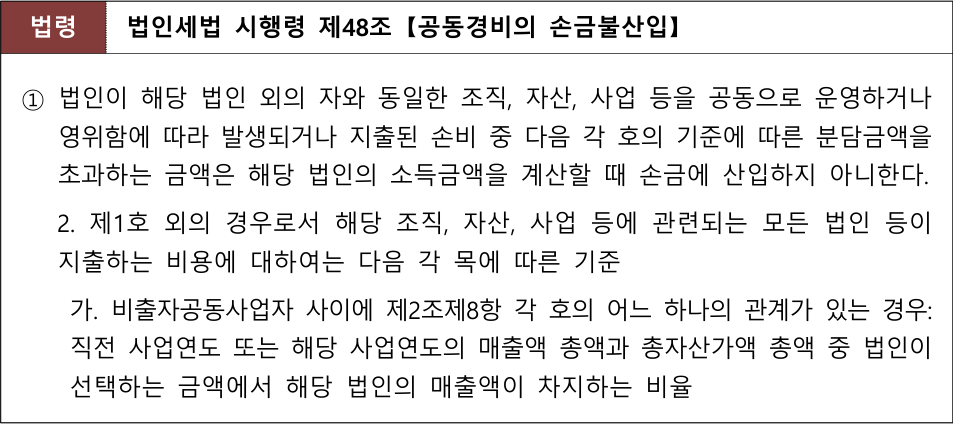 법령 법인세법 시행령 제48조 【공동경비의 손금불산입】
① 법인이 해당 법인 외의 자와 동일한 조직, 자산, 사업 등을 공동으로 운영하거나
영위함에 따라 발생되거나 지출된 손비 중 다음 각 호의 기준에 따른 분담금액을
초과하는 금액은 해당 법인의 소득금액을 계산할 때 손금에 산입하지 아니한다.
2. 제1호 외의 경우로서 해당 조직, 자산, 사업 등에 관련되는 모든 법인 등이
지출하는 비용에 대하여는 다음 각 목에 따른 기준
가. 비출자공동사업자 사이에 제2조제8항 각 호의 어느 하나의 관계가 있는 경우:
직전 사업연도 또는 해당 사업연도의 매출액 총액과 총자산가액 총액 중 법인이
선택하는 금액에서 해당 법인의 매출액이 차지하는 비율